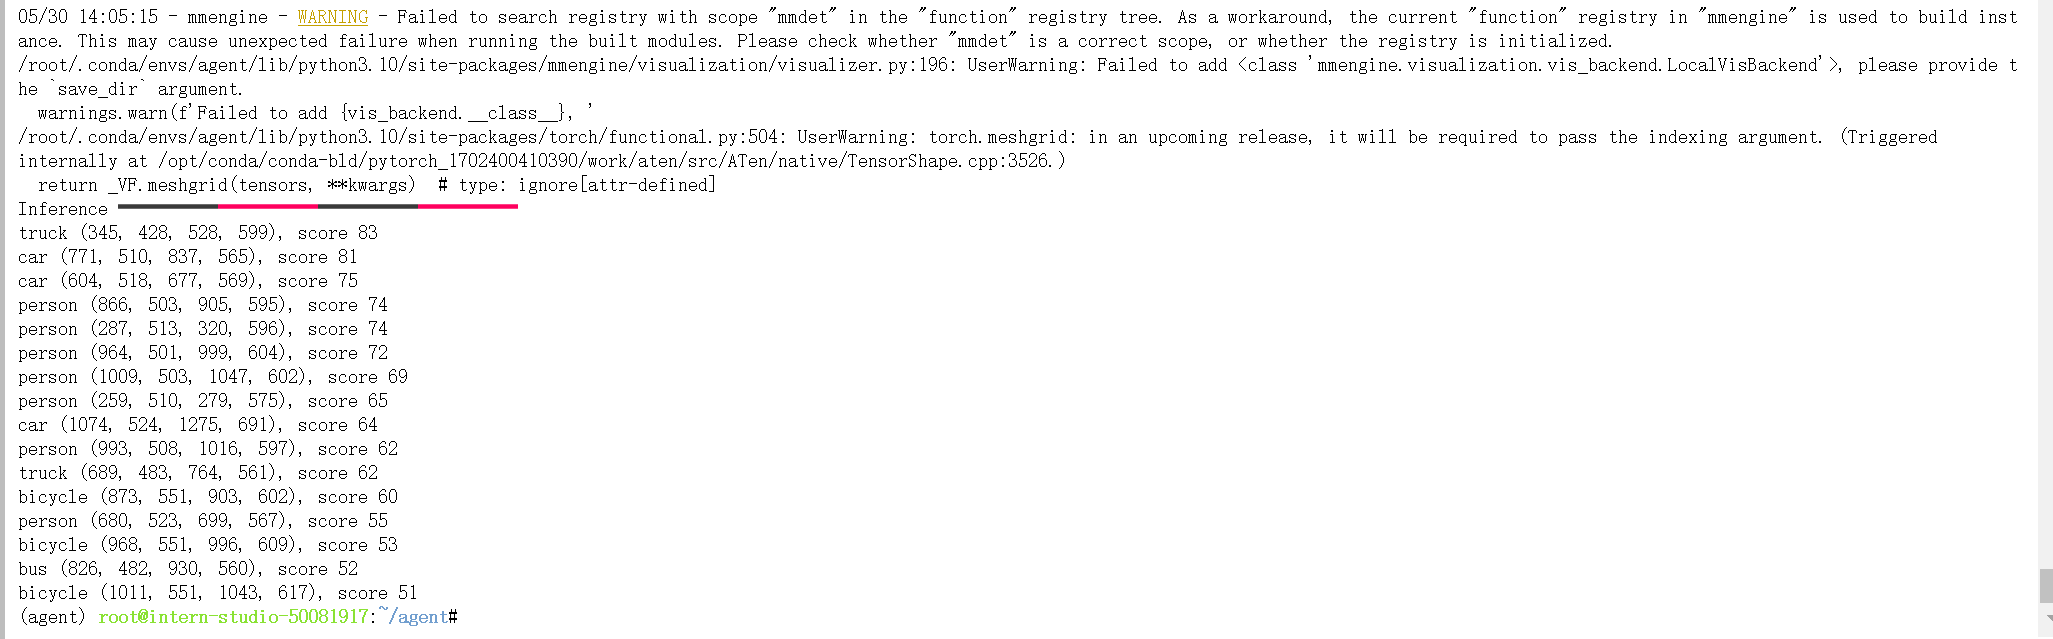 05/30 14:05:15 - mmengine - WARNING - Failed to search registry with scope "mmdet" in the "function" registry tree. As a workaround, the current "function" registry in "mmengine" is used to build inst
ance. This may cause unexpected failure when running the built modules. Please check whether "mmdet" is a correct scope, or whether the registry is initialized.
/root/.conda/envs/agent/lib/python3.10/site-packages/mmengine/visualization/visualizer.py:196: UserWarning: Failed to add <class 'mmengine.visualization.vis_backend.LocalVisBackend'>, please provide t
he `save_dir` argument.
  warnings.warn(f'Failed to add {vis_backend.__class__}, '
/root/.conda/envs/agent/lib/python3.10/site-packages/torch/functional.py:504: UserWarning: torch.meshgrid: in an upcoming release, it will be required to pass the indexing argument. (Triggered
internally at /opt/conda/conda-bld/pytorch_1702400410390/work/aten/src/ATen/native/TensorShape.cpp:3526.)
  return _VF.meshgrid(tensors, **kwargs)  # type: ignore[attr-defined]
Inference
truck (345, 428, 528, 599), score 83
car (771, 510, 837, 565), score 81
car (604, 518, 677, 569), score 75
person (866, 503, 905, 595), score 74
person (287, 513, 320, 596), score 74
person (964, 501, 999, 604), score 72
person (1009, 503, 1047, 602), score 69
person (259, 510, 279, 575), score 65
car (1074, 524, 1275, 691), score 64
person (993, 508, 1016, 597), score 62
truck (689, 483, 764, 561), score 62
bicycle (873, 551, 903, 602), score 60
person (680, 523, 699, 567), score 55
bicycle (968, 551, 996, 609), score 53
bus (826, 482, 930, 560), score 52
bicycle (1011, 551, 1043, 617), score 51
(agent) root@intern-studio-50081917:~/agent#